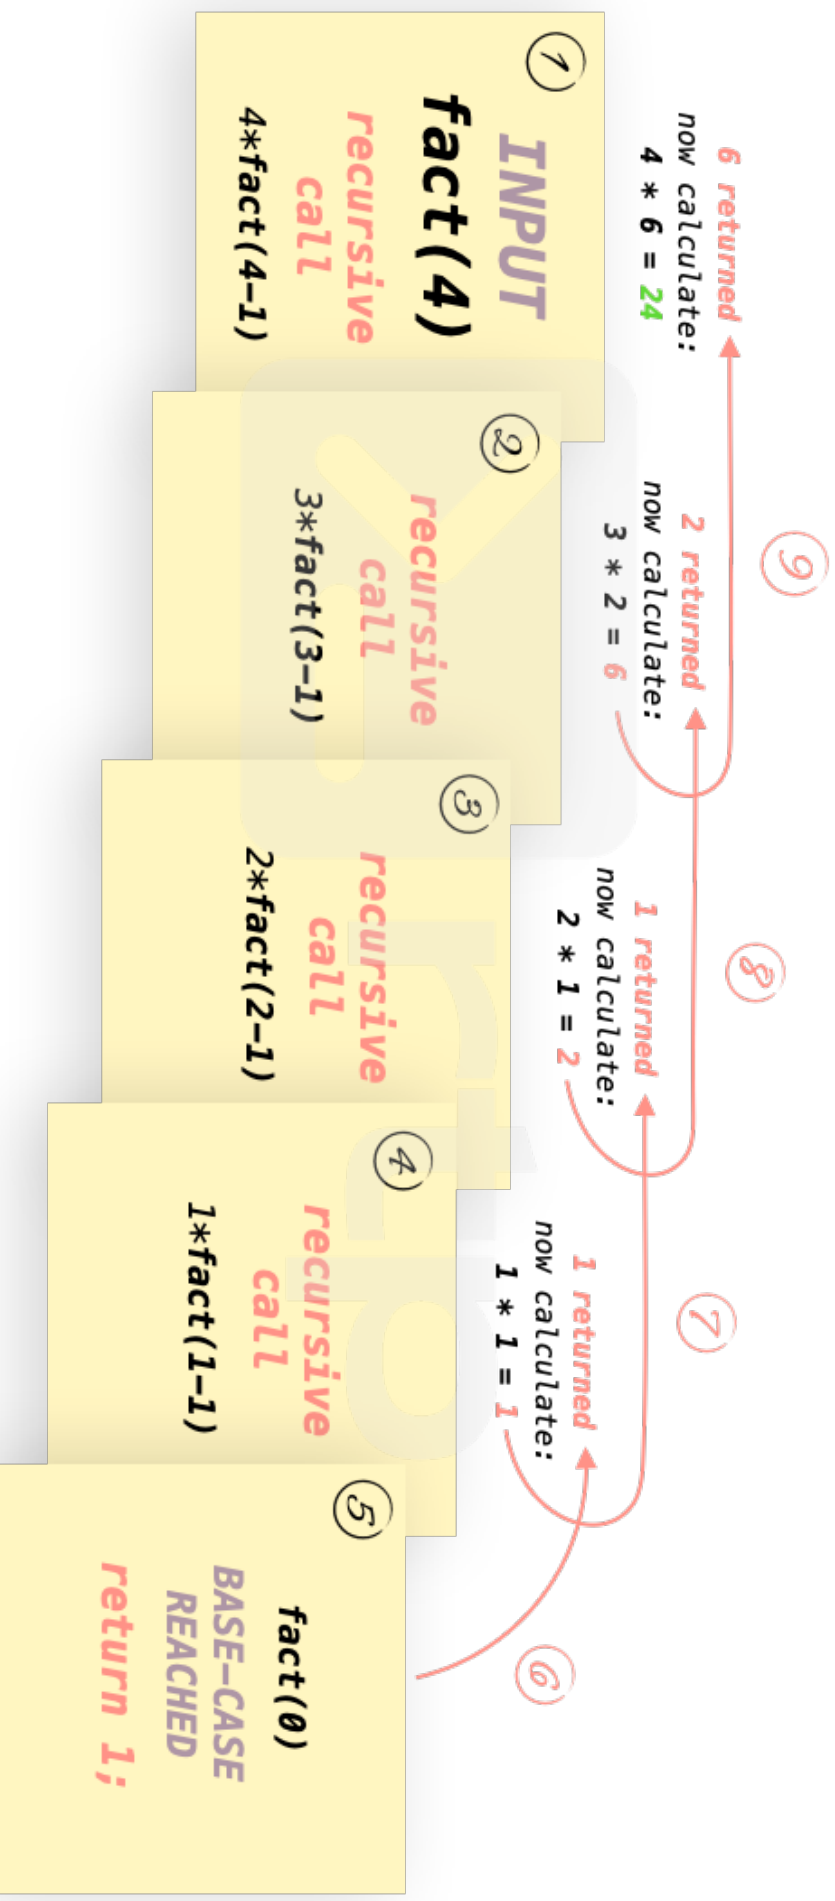 1
INPUT
fact(4)
recursive
call
4*fact(4-1)
6 returned
now calculate:
4 * 6 = 24
2
recursive
call
3*fact(3-1)
2 returned
now calculate:
3 * 2 = 6
9
3
recursive
call
2*fact(2-1)
1 returned
now calculate:
2 * 1 = 2
8
4
recursive
call
1*fact(1-1)
1 returned
now calculate:
1 * 1 = 1
7
5
fact(0)
BASE-CASE
REACHED
return 1;
6